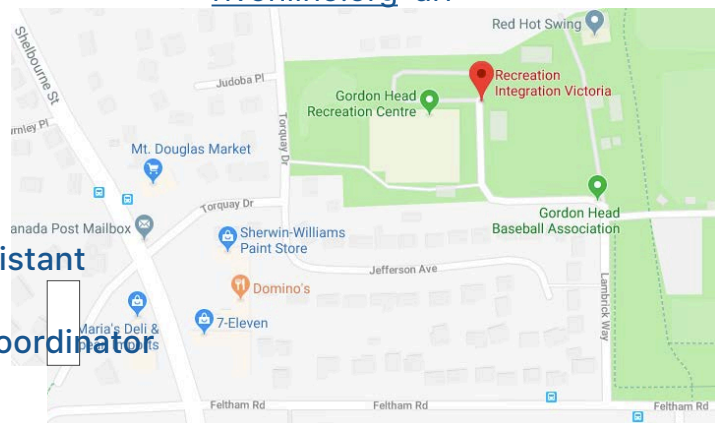 Red Hot Swing
Shelbourne St
Judoba Pl
Recreation
Integration Victoria
Gordon Head
Recreation Centre
Torquay Dr
Mt. Douglas Market
Torquay Dr
anada Post Mailbox
Gordon Head
Baseball Association
Sherwin-Williams
Paint Store
istant
Jefferson Ave
Domino's
Lambrick Way
7-Eleven
Maria's Deli &
oordinator
Feltham Rd
Feltham Rd
Feltham Rd